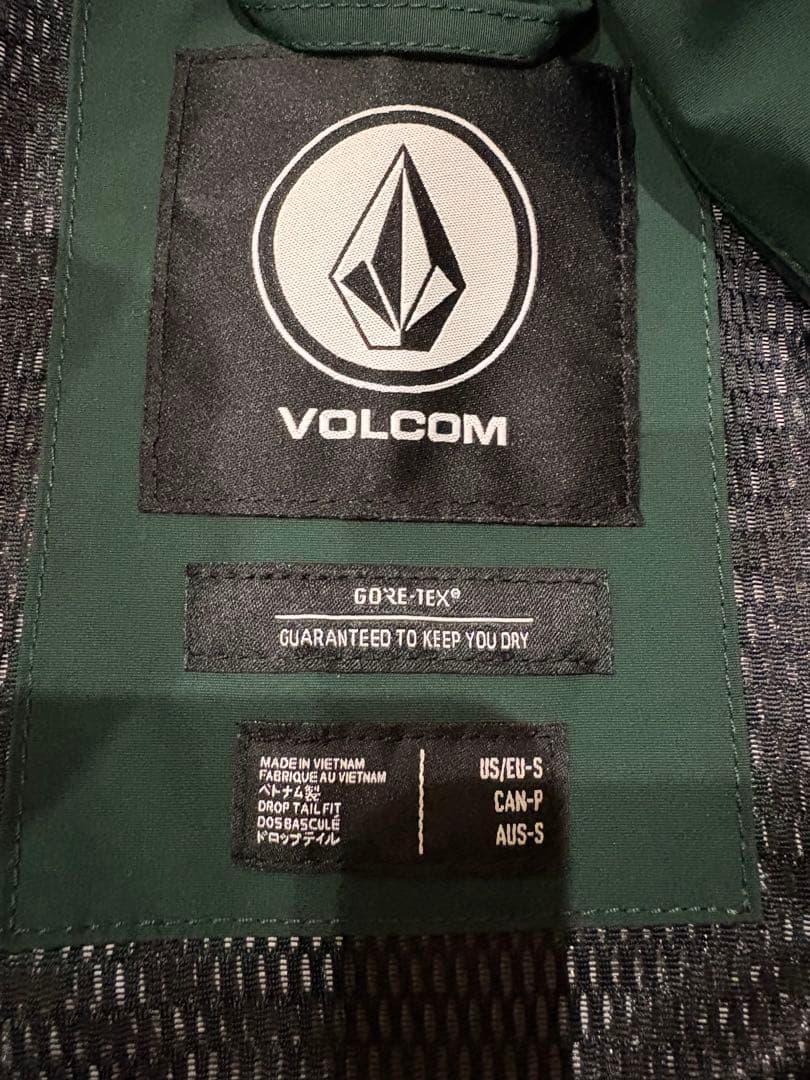 VOLCOM
GORE-TEX®
GUARANTEED TO KEEP YOU DRY
MADE IN VIETNAM
FABRIQUE AU VIETNAM
ベトナム製
DROP TAIL FIT
DOS BASCULÉ
ドロップテイル
US/EU-S
CAN-P
AUS-S